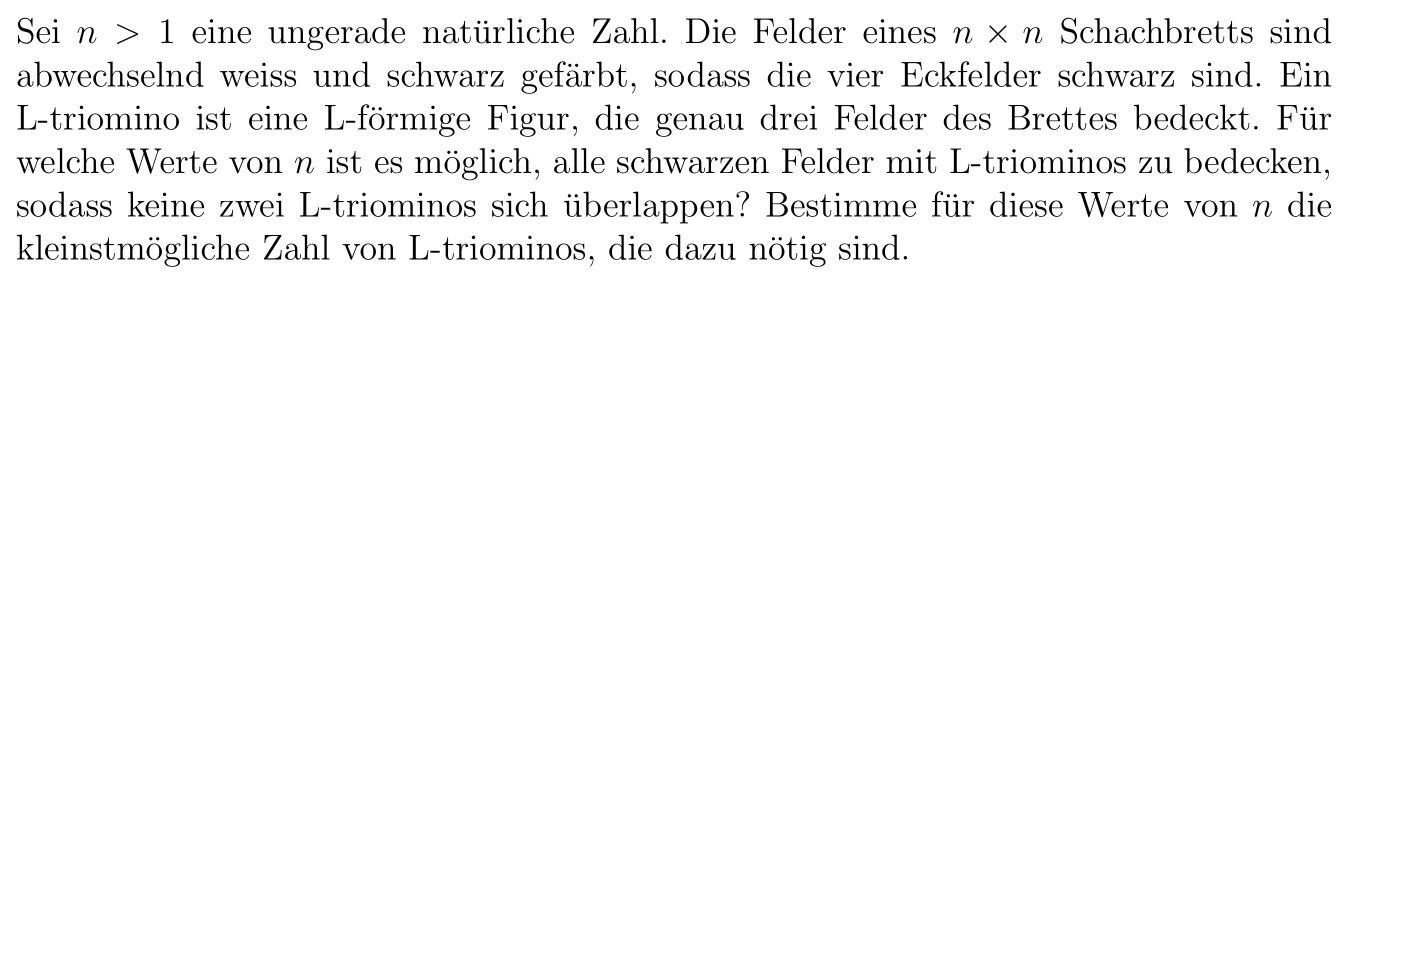 Sei n > 1 eine ungerade natürliche Zahl. Die Felder eines n × n Schachbretts sind
abwechselnd weiss und schwarz gefärbt, sodass die vier Eckfelder schwarz sind. Ein
L-triomino ist eine L-förmige Figur, die genau drei Felder des Brettes bedeckt. Für
welche Werte von n ist es möglich, alle schwarzen Felder mit L-triominos zu bedecken,
sodass keine zwei L-triominos sich überlappen? Bestimme für diese Werte von n die
kleinstmögliche Zahl von L-triominos, die dazu nötig sind.